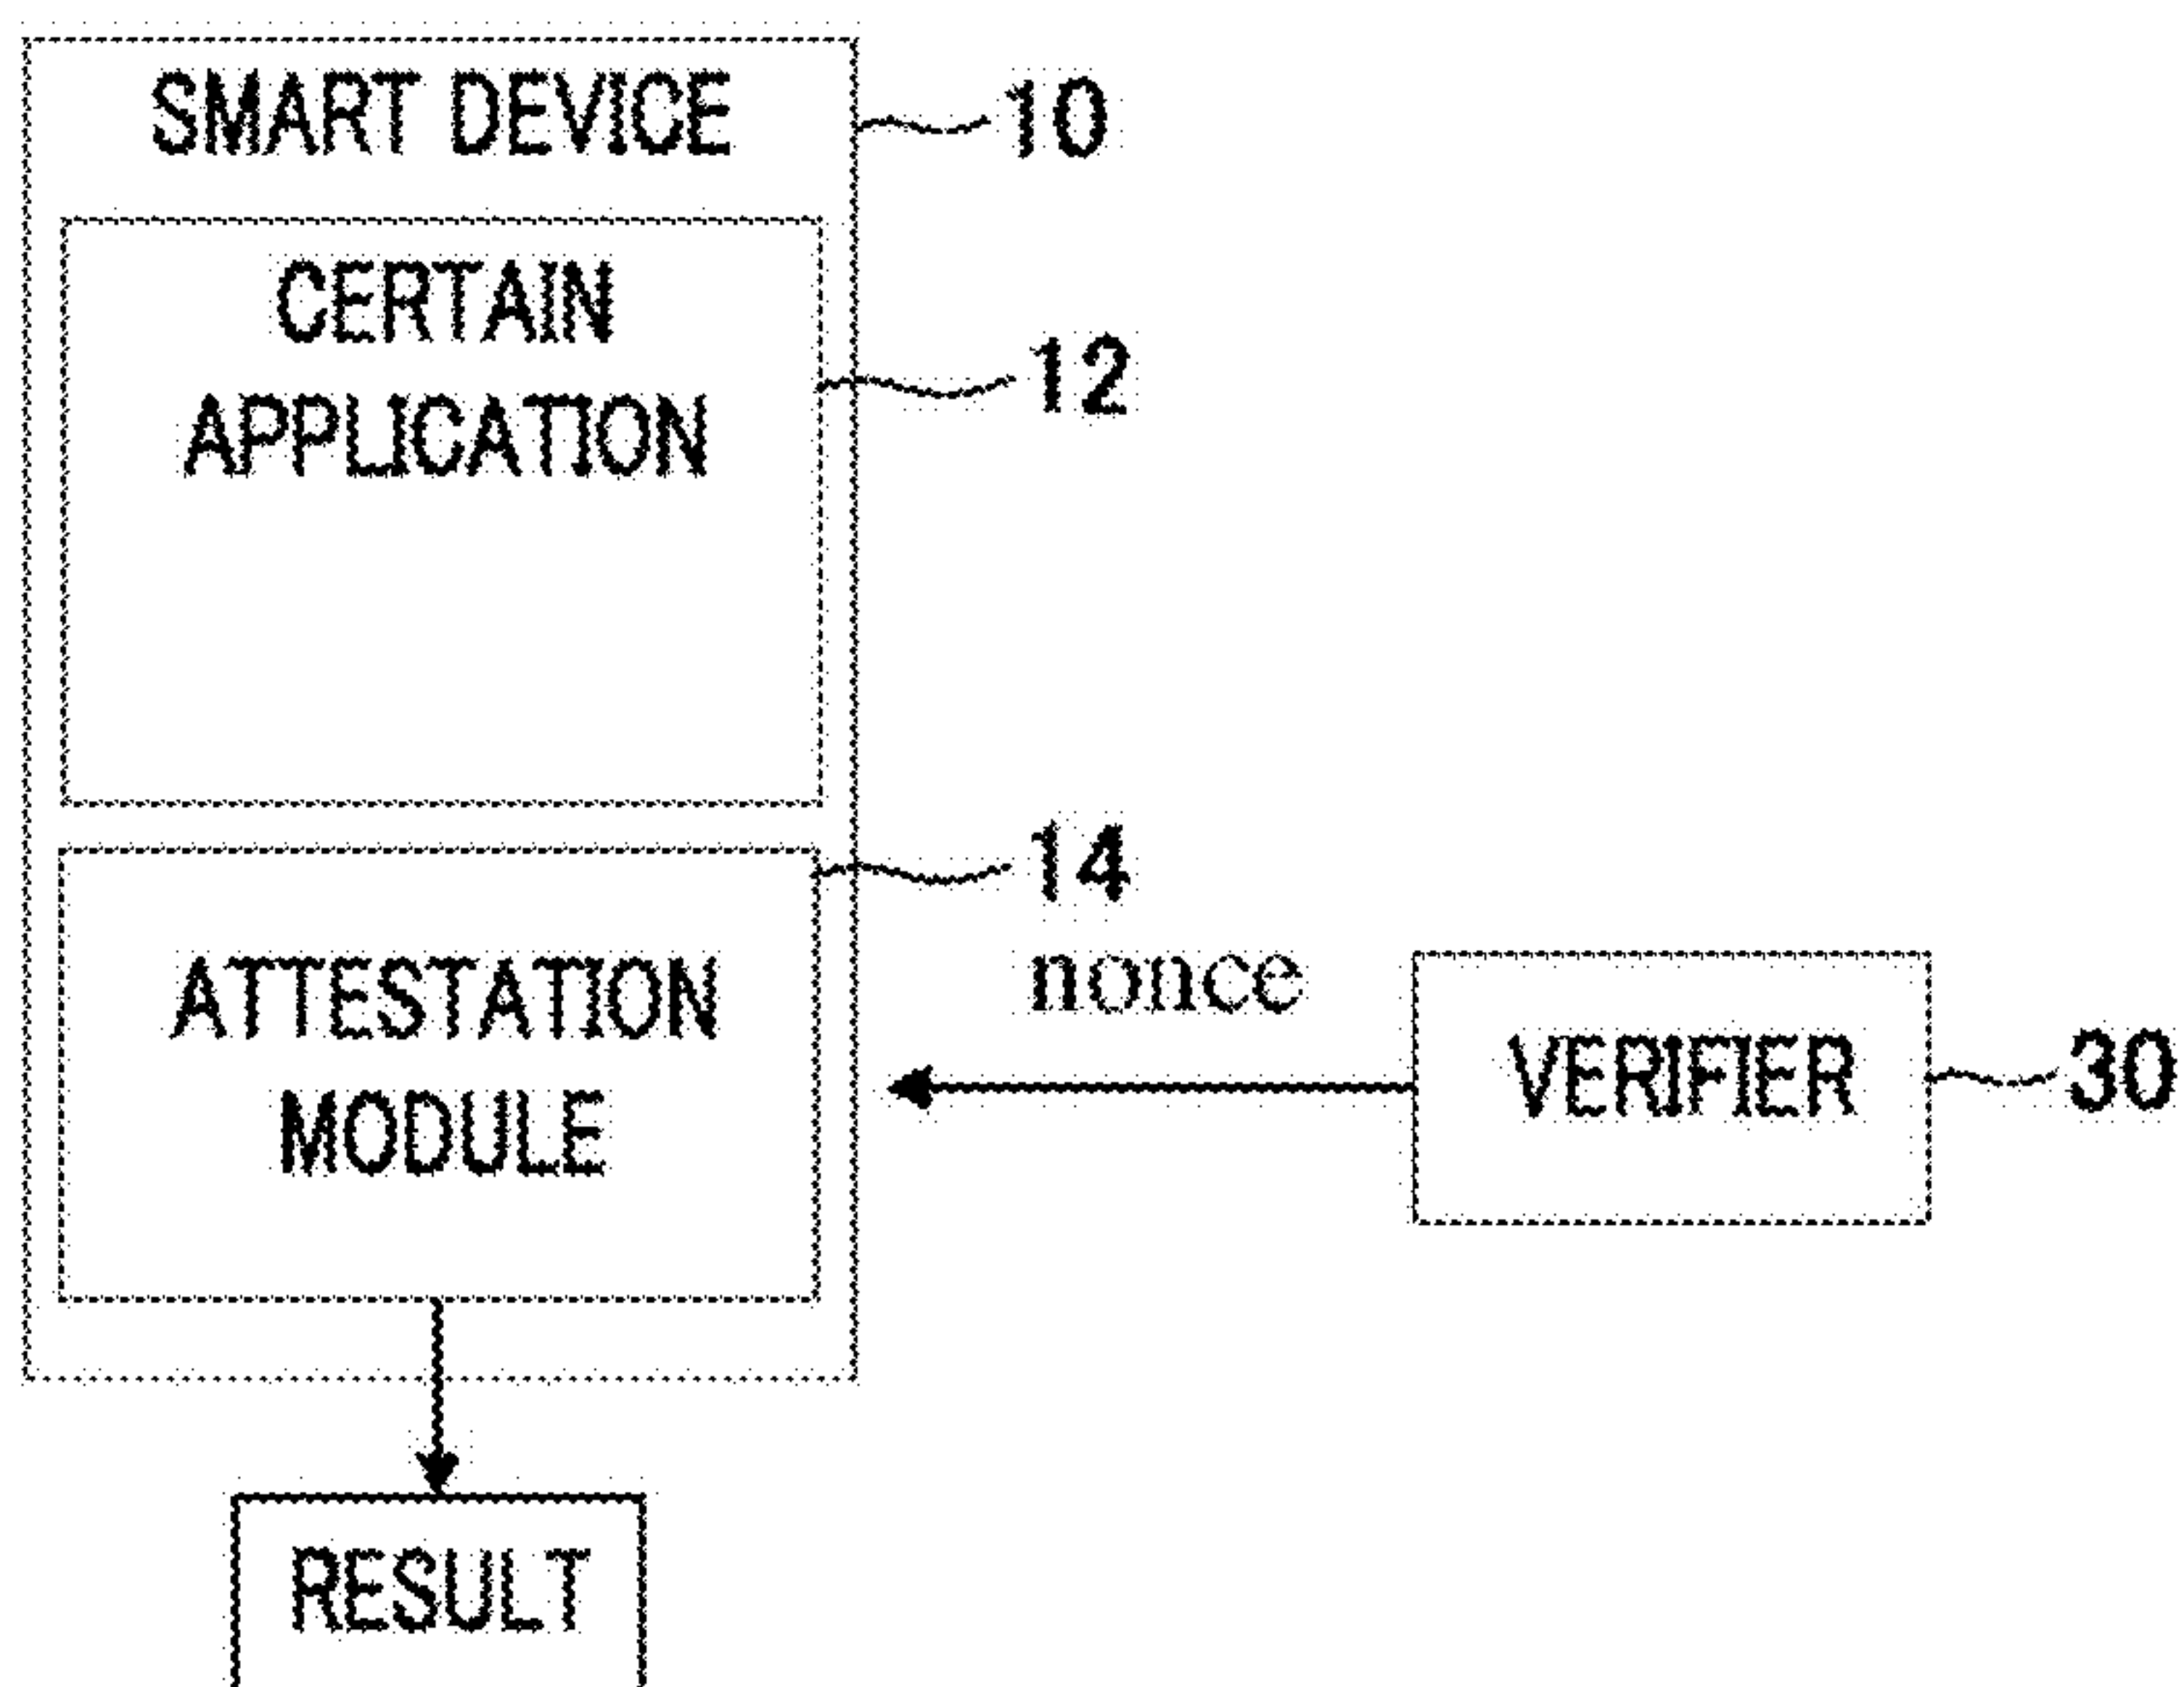 SMART DEVICE
10
CERTAIN
APPLICATION
12
14
ATTESTATION
MODULE
nonce
VERIFIER
30
RESULT